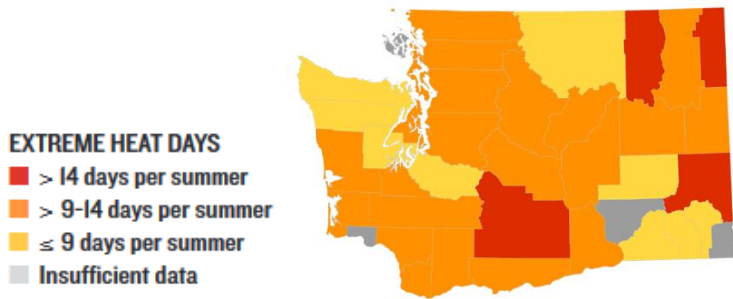 EXTREME HEAT DAYS
> 14 days per summer
> 9-14 days per summer
≤ 9 days per summer
Insufficient data